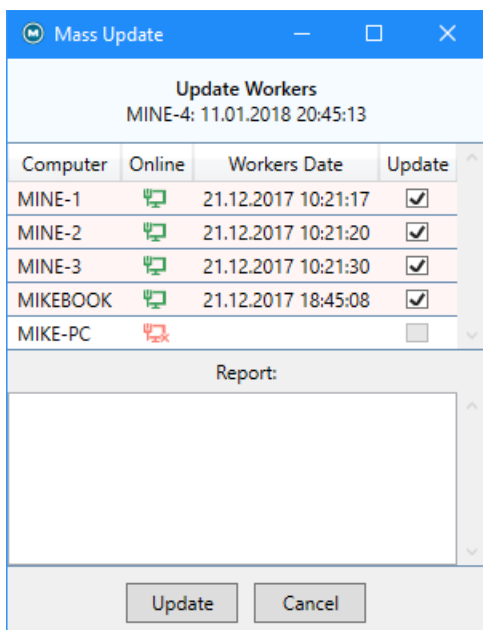 Mass Update
Update Workers
MINE-4: 11.01.2018 20:45:13
Computer Online Workers Date Update
MINE-1 21.12.2017 10:21:17
MINE-2 21.12.2017 10:21:20
MINE-3 21.12.2017 10:21:30
MIKEBOOK 21.12.2017 18:45:08
MIKE-PC
Report:
Update Cancel